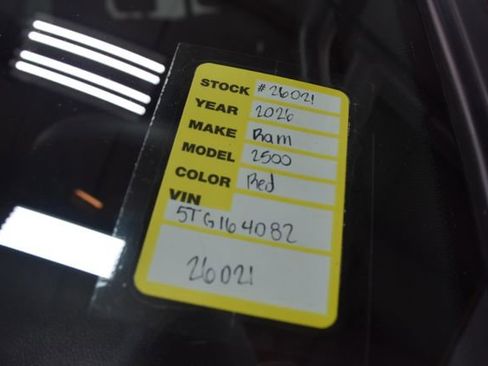 STOCK #26021
YEAR 2026
MAKE Ram
MODEL 2500
COLOR Red
VIN
5TG164082
26021